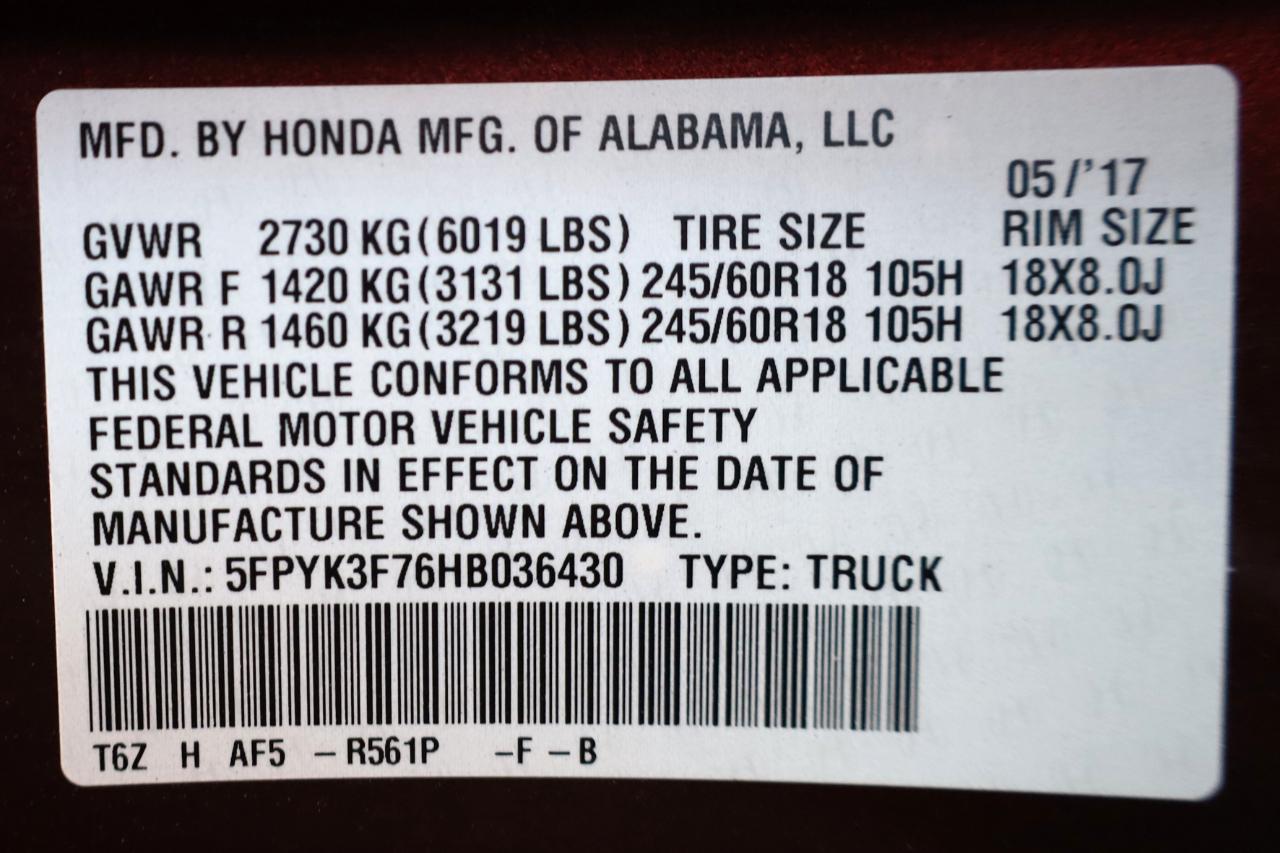 MFD. BY HONDA MFG. OF ALABAMA, LLC
05/'17
GVWR 2730 KG(6019 LBS) TIRE SIZE RIM SIZE
GAWR F 1420 KG(3131 LBS) 245/60R18 105H 18X8.0J
GAWR R 1460 KG(3219 LBS) 245/60R18 105H 18X8.0J
THIS VEHICLE CONFORMS TO ALL APPLICABLE
FEDERAL MOTOR VEHICLE SAFETY
STANDARDS IN EFFECT ON THE DATE OF
MANUFACTURE SHOWN ABOVE.
V.I.N.: 5FPYK3F76HB036430 TYPE: TRUCK
T6Z H AF5 –R561P –F –B